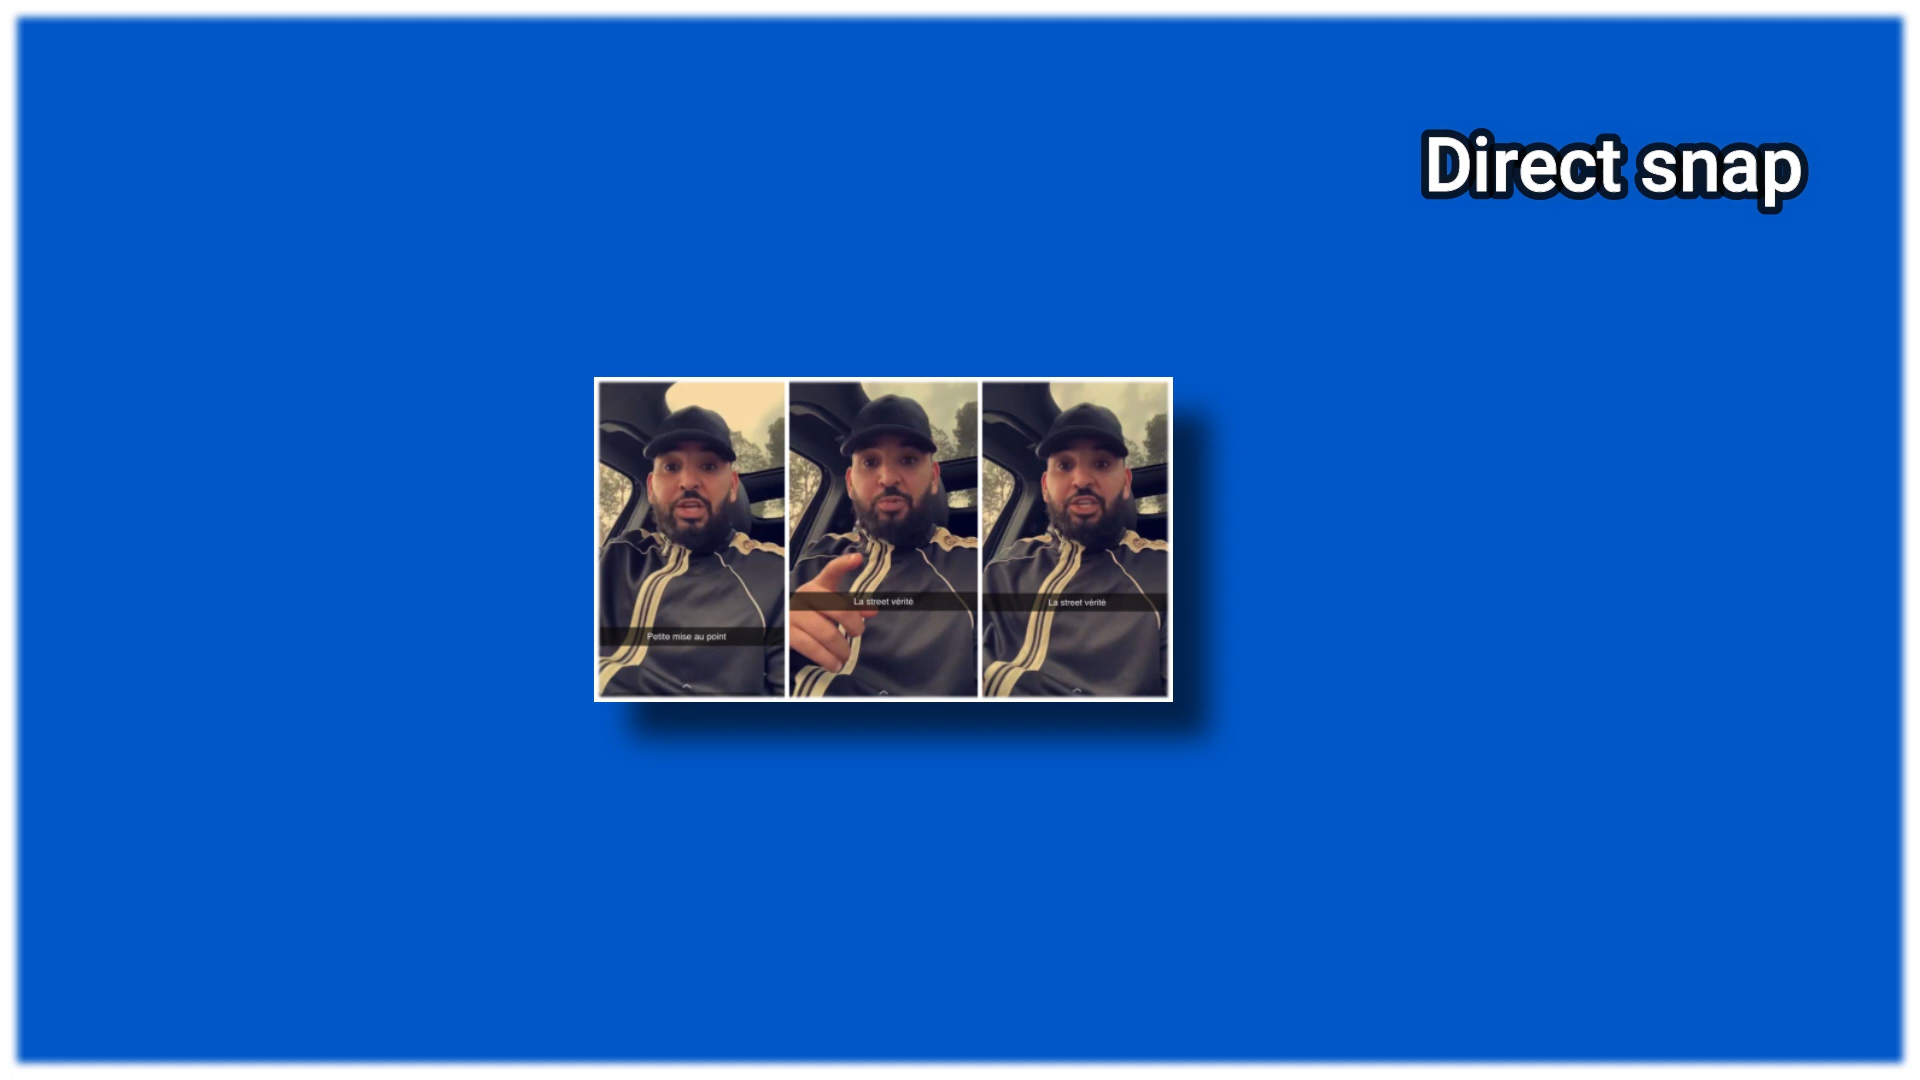 Direct snap
Petite mise au point
La street vérité
La street vérité